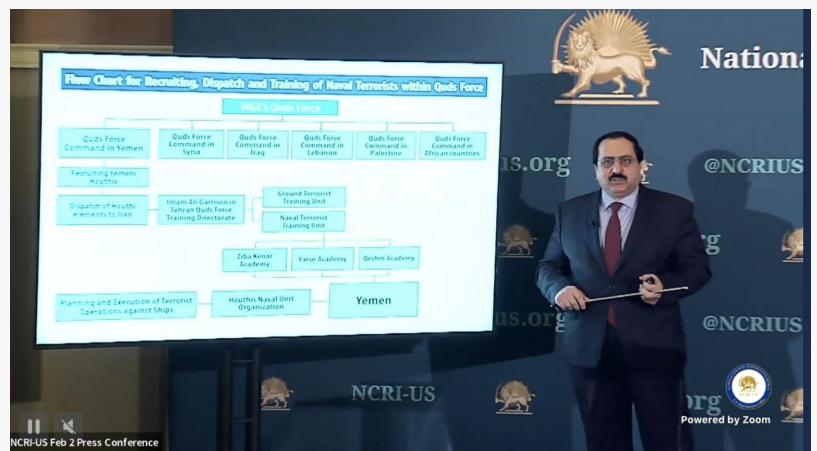 Flow Chart for Recruiting, Dispatch and Training of Naval Terrorists within Quds Force
IRGC's Quds Force
Quds Force
Command in Yemen
Quds Force
Command in
Syria
Quds Force
Command in
Iraq
Quds Force
Command in
Lebanon
Quds Force
Command in
Palestine
Quds Force
Command in
African countries
Recruiting Yemeni
Houthis
Dispatch of Houthi
elements to Iran
Imam Ali Garrison in
Tehran Quds Force
Training Directorate
Ground Terrorist
Training Unit
Naval Terrorist
Training Unit
Ziba Kenar
Academy
Farur Academy
Qeshm Academy
Planning and Execution of Terrorist
Operations against Ships
Houthis Naval Unit
Organization
Yemen
Nationa
us.org
@NCRIUS
g
us.org
@NCRIUS
NCRI-US
org
Powered by Zoom
NCRI-US Feb 2 Press Conference